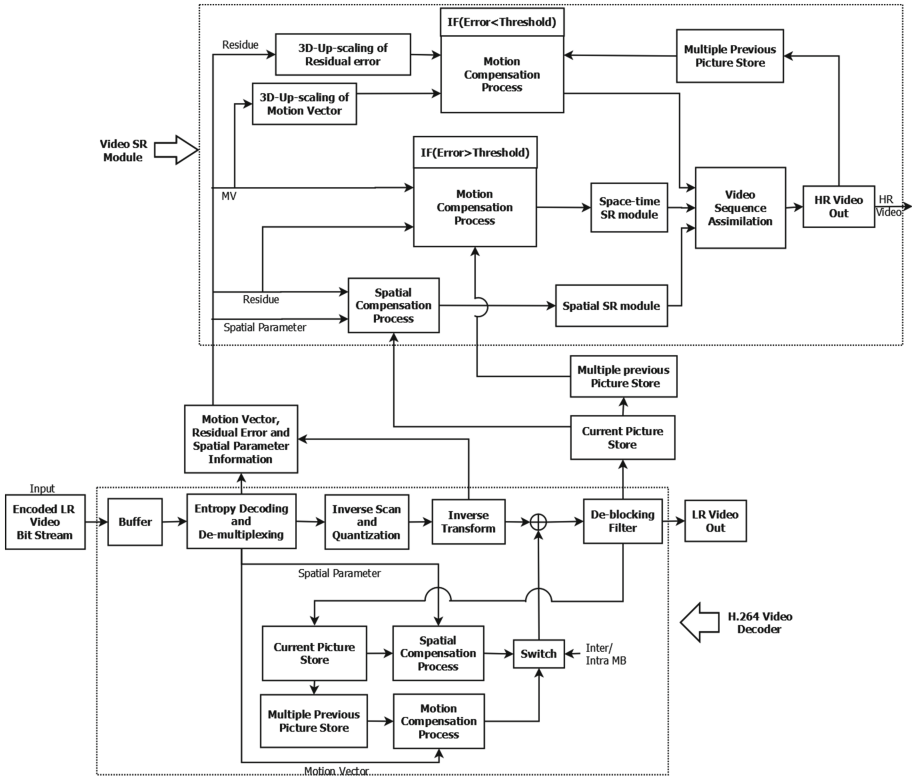 IF(Error<Threshold)
Residue
3D-Up-scaling of
Residual error
Motion
Compensation
Process
Multiple Previous
Picture Store
3D-Up-scaling of
Motion Vector
Video SR
Module
IF(Error>Threshold)
MV
Motion
Compensation
Process
Space-time
SR module
Video
Sequence
Assimilation
HR Video
Out
HR
Video
Residue
Spatial
Compensation
Process
Spatial SR module
Spatial Parameter
Multiple previous
Picture Store
Motion Vector,
Residual Error and
Spatial Parameter
Information
Current Picture
Store
Input
Encoded LR
Video
Bit Stream
Buffer
Entropy Decoding
and
De-multiplexing
Inverse Scan
and
Quantization
Inverse
Transform
De-blocking
Filter
LR Video
Out
Spatial Parameter
H.264 Video
Decoder
Current Picture
Store
Spatial
Compensation
Process
Switch
Inter/
Intra MB
Multiple Previous
Picture Store
Motion
Compensation
Process
Motion Vector